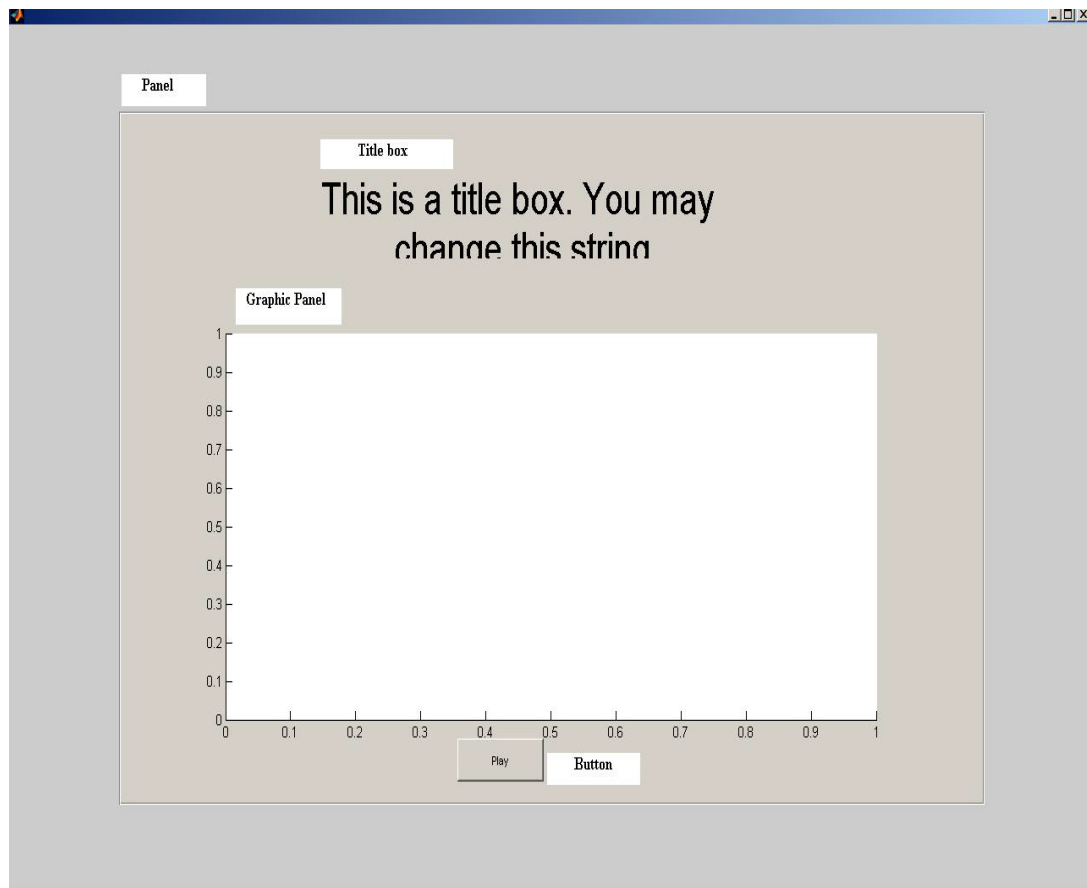 Panel
Title box
This is a title box. You may
change this string
Graphic Panel
1
0.9
0.8
0.7
0.6
0.5
0.4
0.3
0.2
0.1
0
0 0.1 0.2 0.3 0.4 0.5 0.6 0.7 0.8 0.9 1
Play
Button